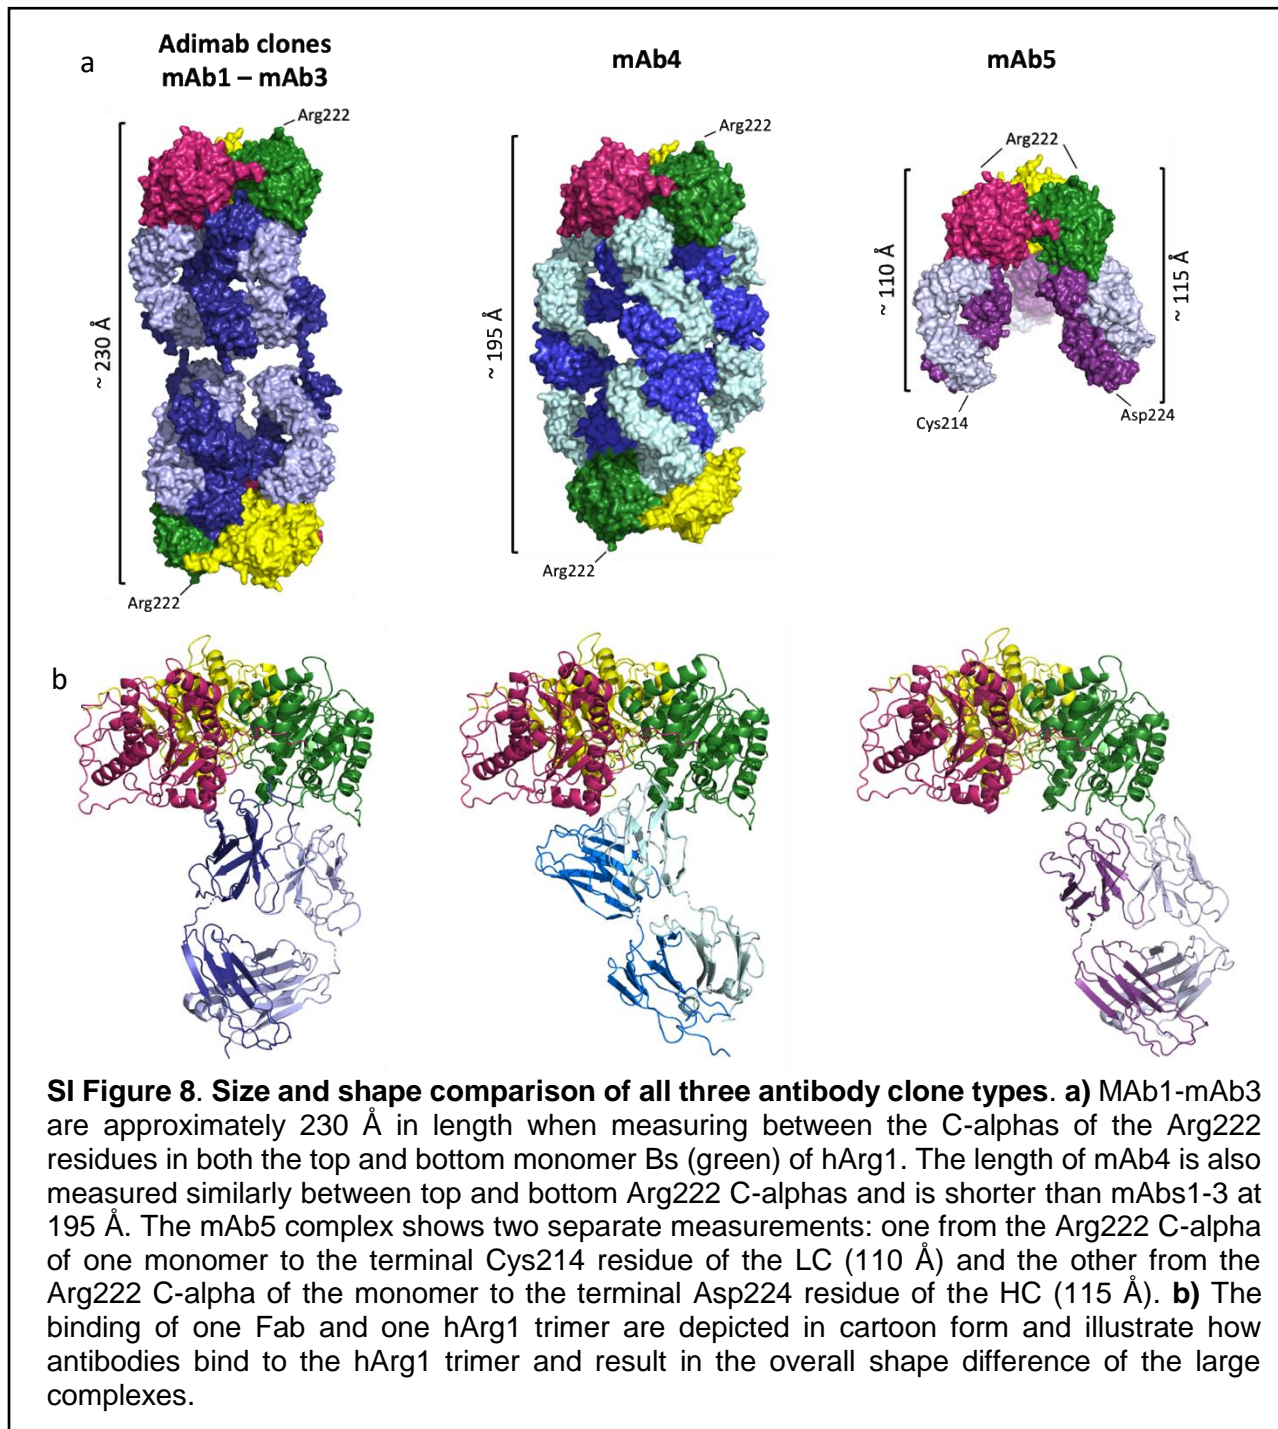 a
Adimab clones
mAb1 – mAb3
mAb4
mAb5
Arg222
Arg222
Arg222
~ 230 Å
~ 195 Å
~ 110 Å
~ 115 Å
Cys214
Asp224
Arg222
Arg222
b
SI Figure 8. Size and shape comparison of all three antibody clone types. a) MAb1-mAb3
are approximately 230 Å in length when measuring between the C-alphas of the Arg222
residues in both the top and bottom monomer Bs (green) of hArg1. The length of mAb4 is also
measured similarly between top and bottom Arg222 C-alphas and is shorter than mAbs1-3 at
195 Å. The mAb5 complex shows two separate measurements: one from the Arg222 C-alpha
of one monomer to the terminal Cys214 residue of the LC (110 Å) and the other from the
Arg222 C-alpha of the monomer to the terminal Asp224 residue of the HC (115 Å). b) The
binding of one Fab and one hArg1 trimer are depicted in cartoon form and illustrate how
antibodies bind to the hArg1 trimer and result in the overall shape difference of the large
complexes.